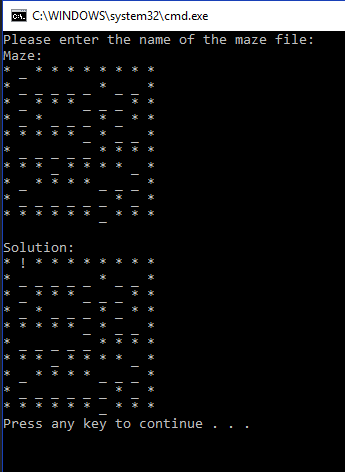 C:\WINDOWS\system32\cmd.exe
Please enter the name of the maze file:
Maze:
* _ * * * * * * * *
* _ _ _ _ _ * _ _ *
* _ * * * _ _ _ * *
* _ * _ _ _ * _ _ *
* * * * * _ * _ _ *
* _ _ _ _ _ * * * *
* * * _ * * * * _ *
* _ * * * * _ _ _ *
* _ _ _ _ _ _ * _ *
* * * * * * _ * * *
Solution:
* ! * * * * * * * *
* _ _ _ _ _ * _ _ *
* _ * * * _ _ _ * *
* _ * _ _ _ * _ _ *
* * * * * _ * _ _ *
* _ _ _ _ _ * * * *
* * * _ * * * * _ *
* _ * * * * _ _ _ *
* _ _ _ _ _ _ * _ *
* * * * * * _ * * *
Press any key to continue . . .